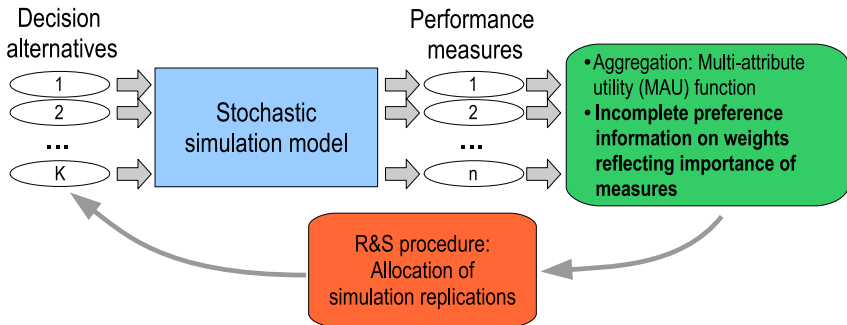 Decision
alternatives
1
2
...
K
Stochastic
simulation model
Performance
measures
1
2
...
n
•Aggregation: Multi-attribute
utility (MAU) function
•Incomplete preference
information on weights
reflecting importance of
measures
R&S procedure:
Allocation of
simulation replications